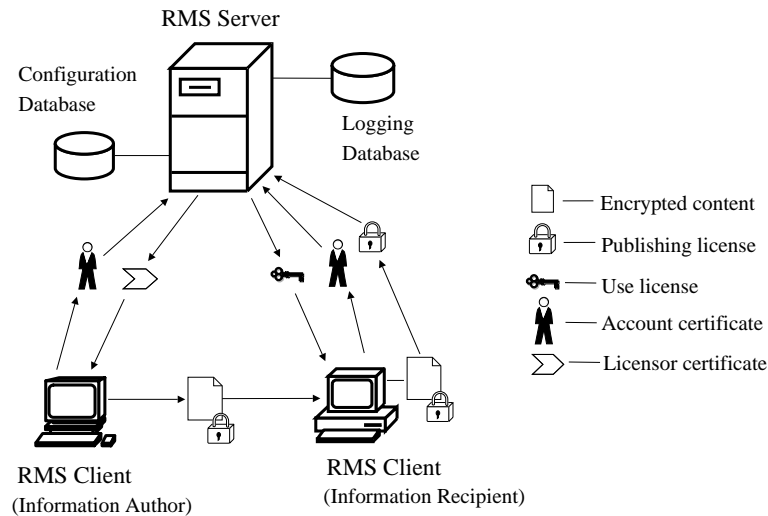 RMS Server
Configuration
Database
Logging
Database
Encrypted content
Publishing license
Use license
Account certificate
Licensor certificate
RMS Client
(Information Author)
RMS Client
(Information Recipient)